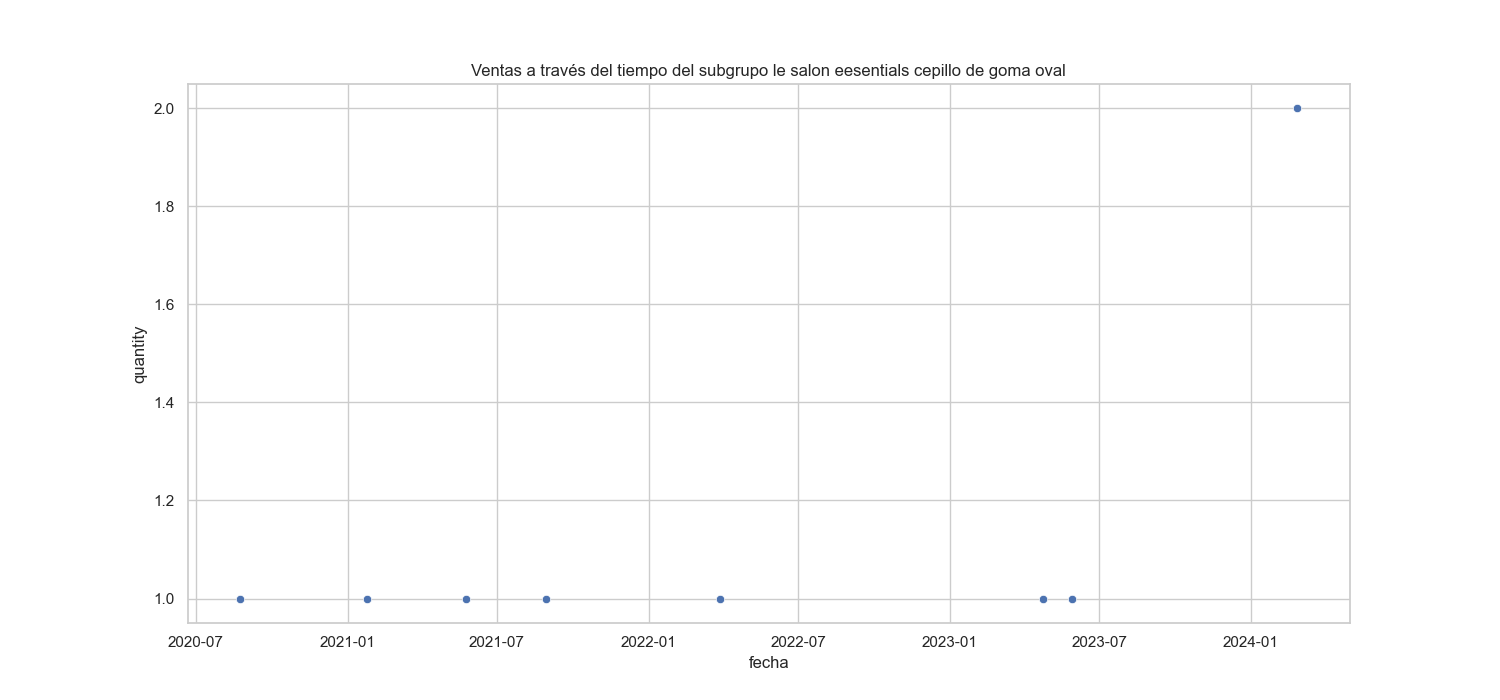 Ventas a través del tiempo del subgrupo le salon eesentials cepillo de goma oval
2.0
1.8
1.6
1.4
1.2
1.0
quantity
2020-07 2021-01 2021-07 2022-01 2022-07 2023-01 2023-07 2024-01
fecha